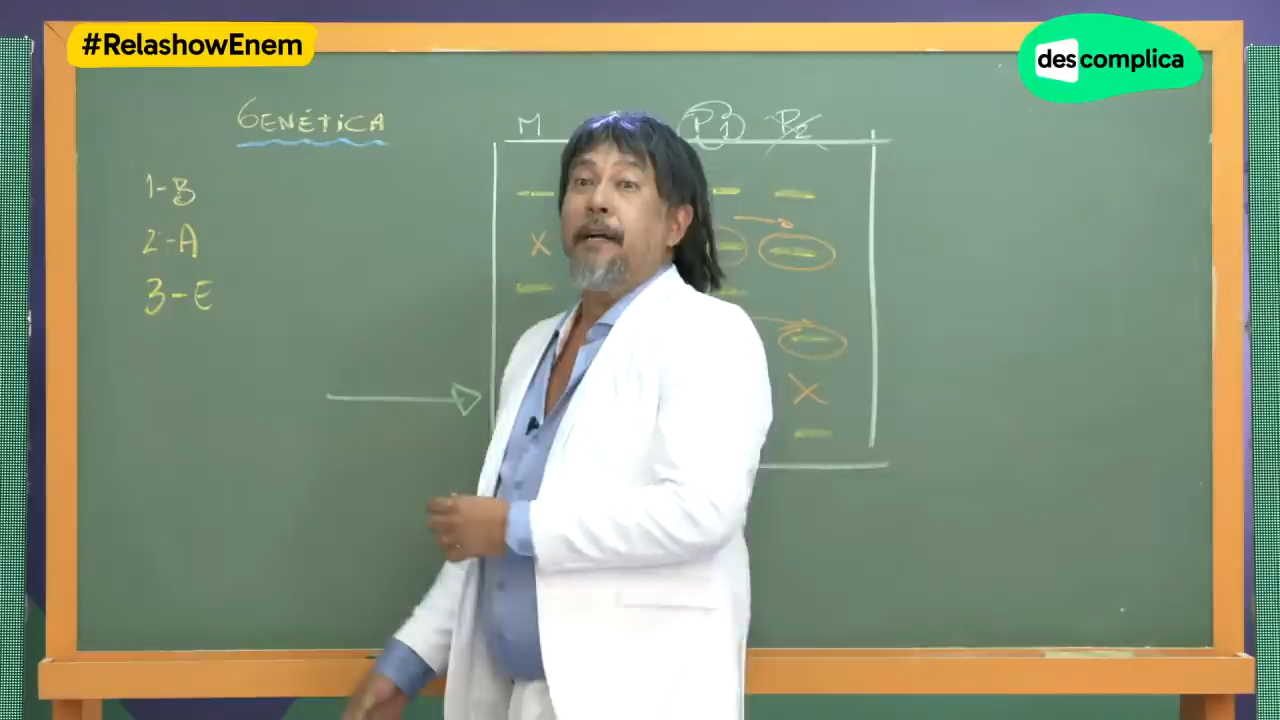 #RelashowEnem
descomplica
GENÉTICA
1-B
2-A
3-E
M P1 P2
X
X